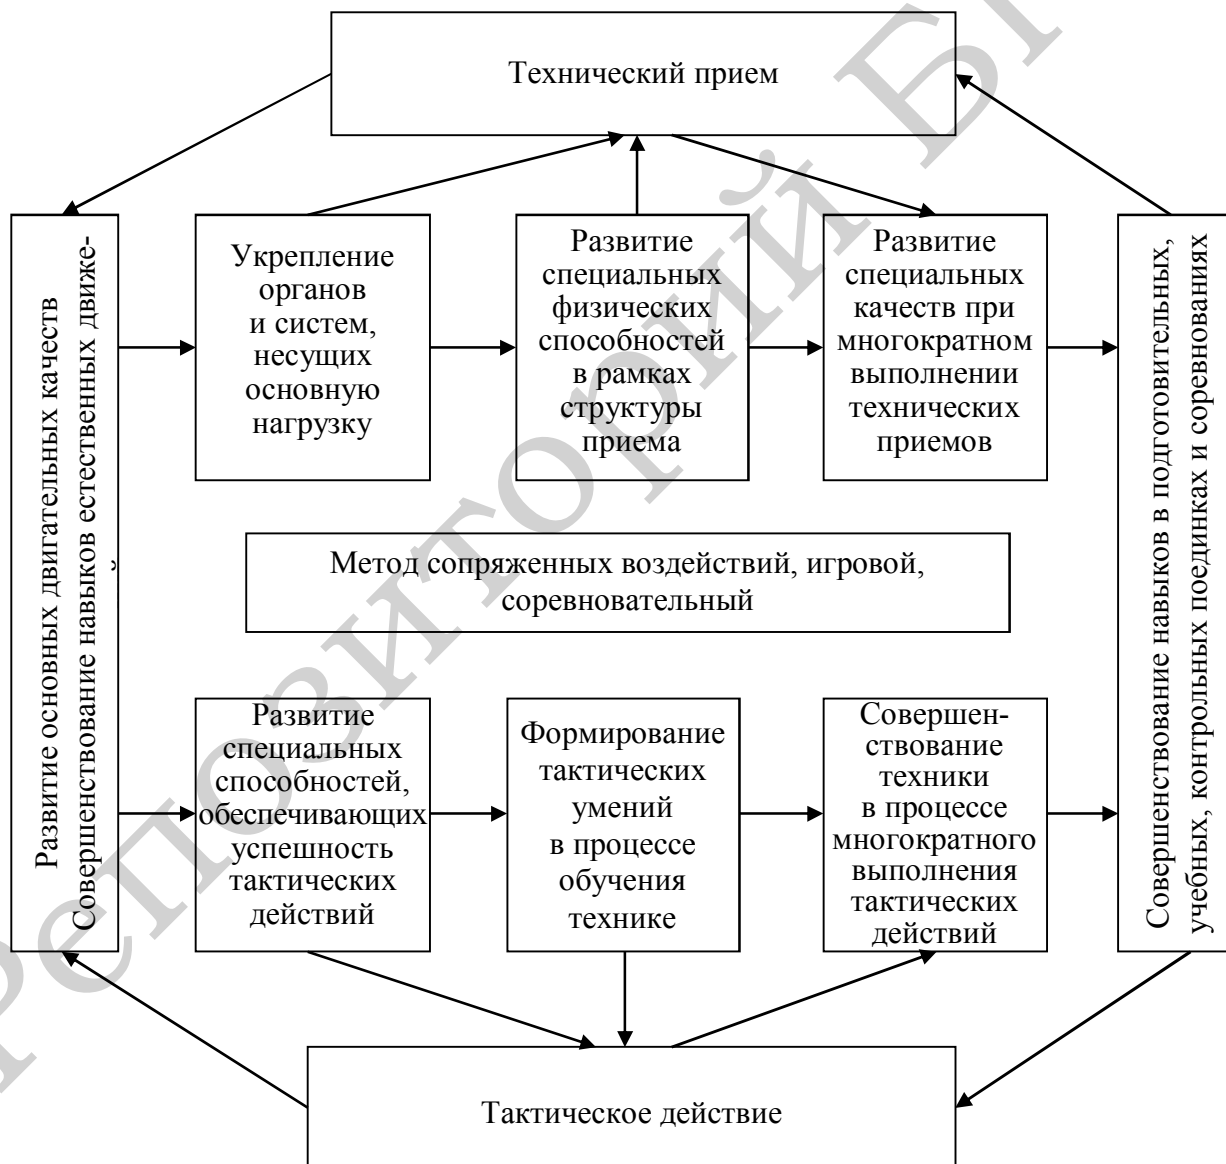 Технический прием
Развитие основных двигательных качеств
Совершенствование навыков естественных движе-
Укрепление
органов
и систем,
несущих
основную
нагрузку
Развитие
специальных
физических
способностей
в рамках
структуры
приема
Развитие
специальных
качеств при
многократном
выполнении
технических
приемов
Совершенствование навыков в подготовительных,
учебных, контрольных поединках и соревнованиях
Метод сопряженных воздействий, игровой,
соревновательный
Развитие
специальных
способностей,
обеспечивающих
успешность
тактических
действий
Формирование
тактических
умений
в процессе
обучения
технике
Совершен-
ствование
техники
в процессе
многократного
выполнения
тактических
действий
Тактическое действие
Репозиторий